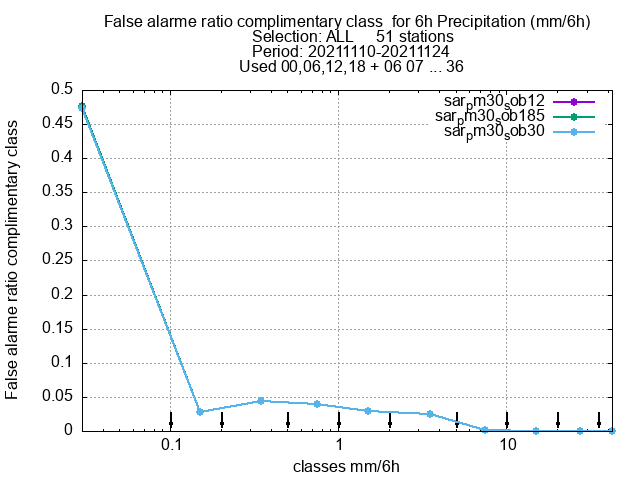 False alarme ratio complimentary class  for 6h Precipitation (mm/6h)
Selection: ALL     51 stations
Period: 20211110-20211124
Used 00,06,12,18 + 06 07 ... 36
sarpm30sob12
sarpm30sob185
sarpm30sob30
False alarme ratio complimentary class
0.5
0.45
0.4
0.35
0.3
0.25
0.2
0.15
0.1
0.05
0
0.1
1
10
classes mm/6h